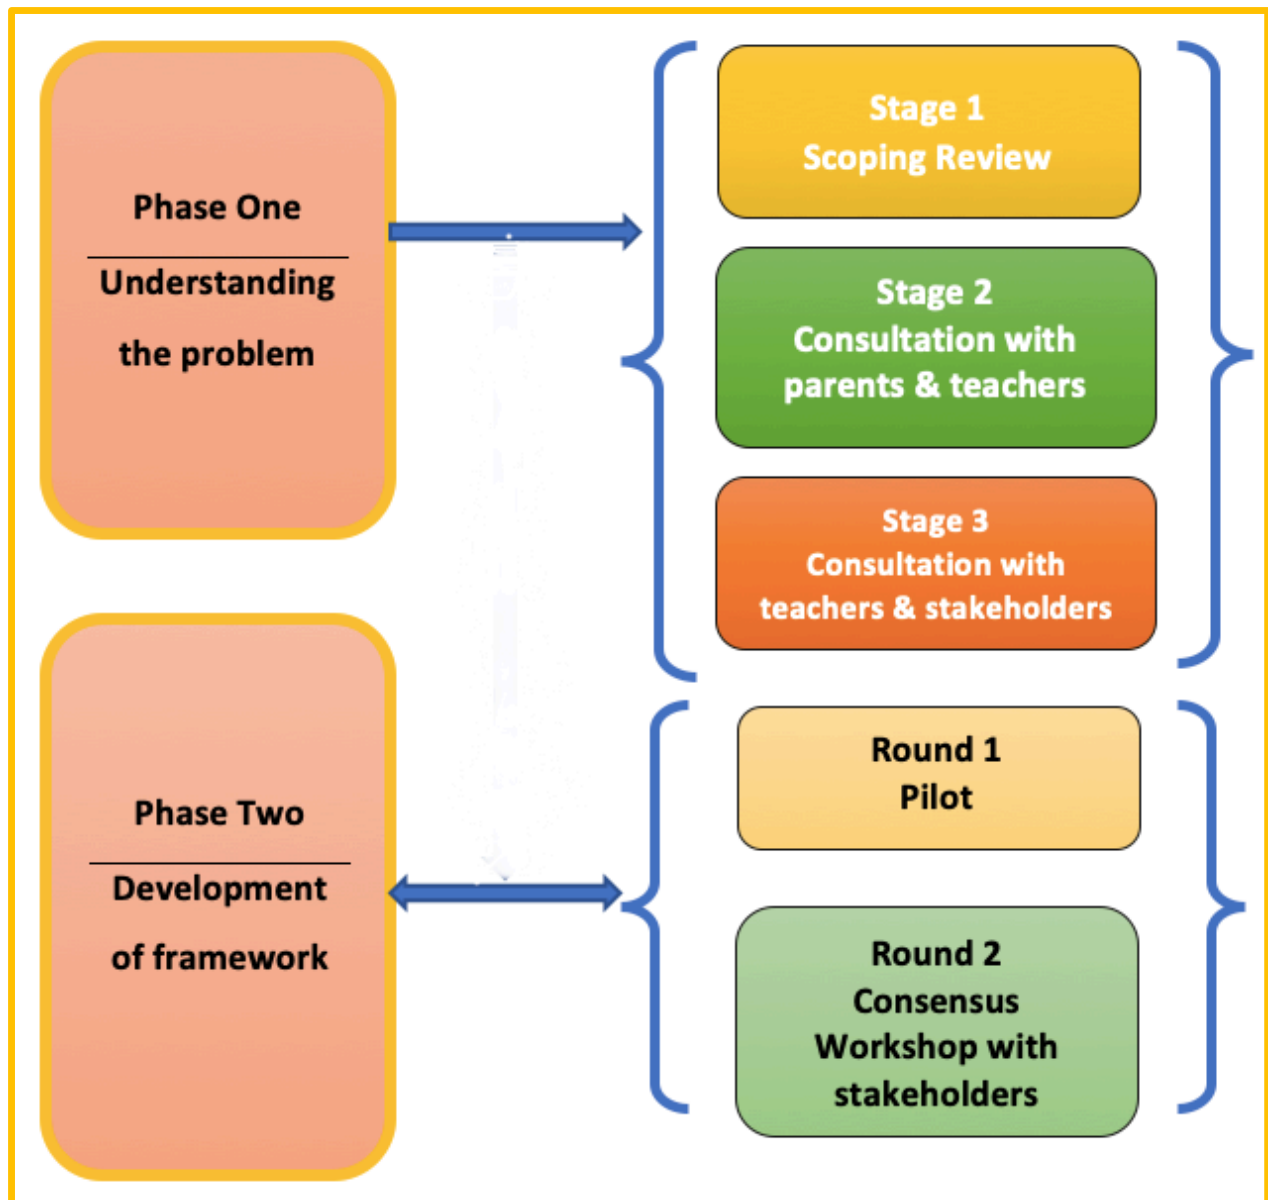 Phase One
Understanding
the problem
Stage 1
Scoping Review
Stage 2
Consultation with
parents & teachers
Stage 3
Consultation with
teachers & stakeholders
Phase Two
Development
of framework
Round 1
Pilot
Round 2
Consensus
Workshop with
stakeholders